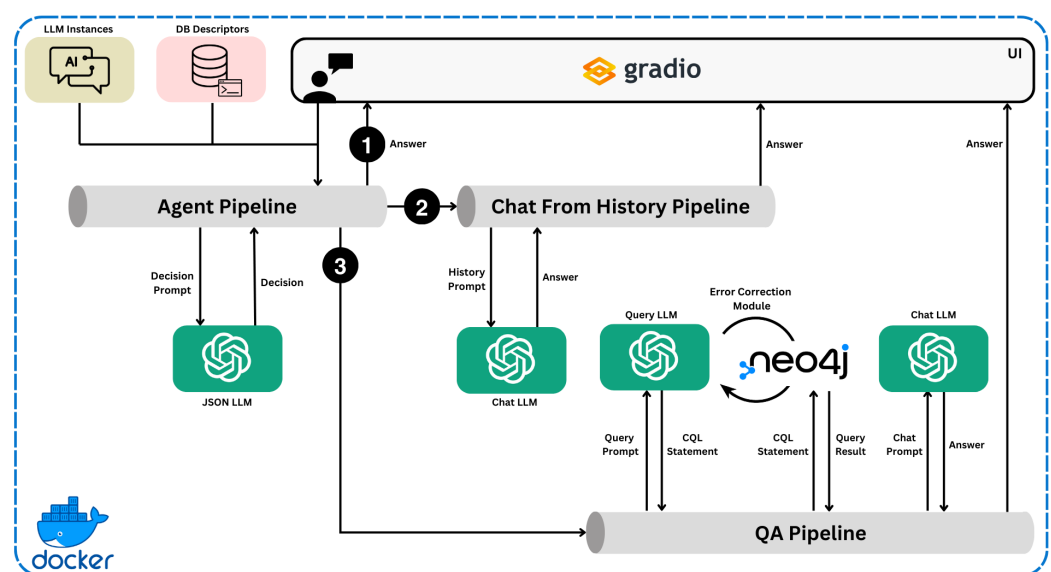 LLM Instances
DB Descriptors
AI
gradio
UI
1
Answer
Answer
Answer
Agent Pipeline
2
Chat From History Pipeline
3
Decision
Prompt
Decision
History
Prompt
Answer
JSON LLM
Chat LLM
Query LLM
Error Correction
Module
neo4j
Chat LLM
Query
Prompt
CQL
Statement
CQL
Statement
Query
Result
Chat
Prompt
Answer
QA Pipeline
docker